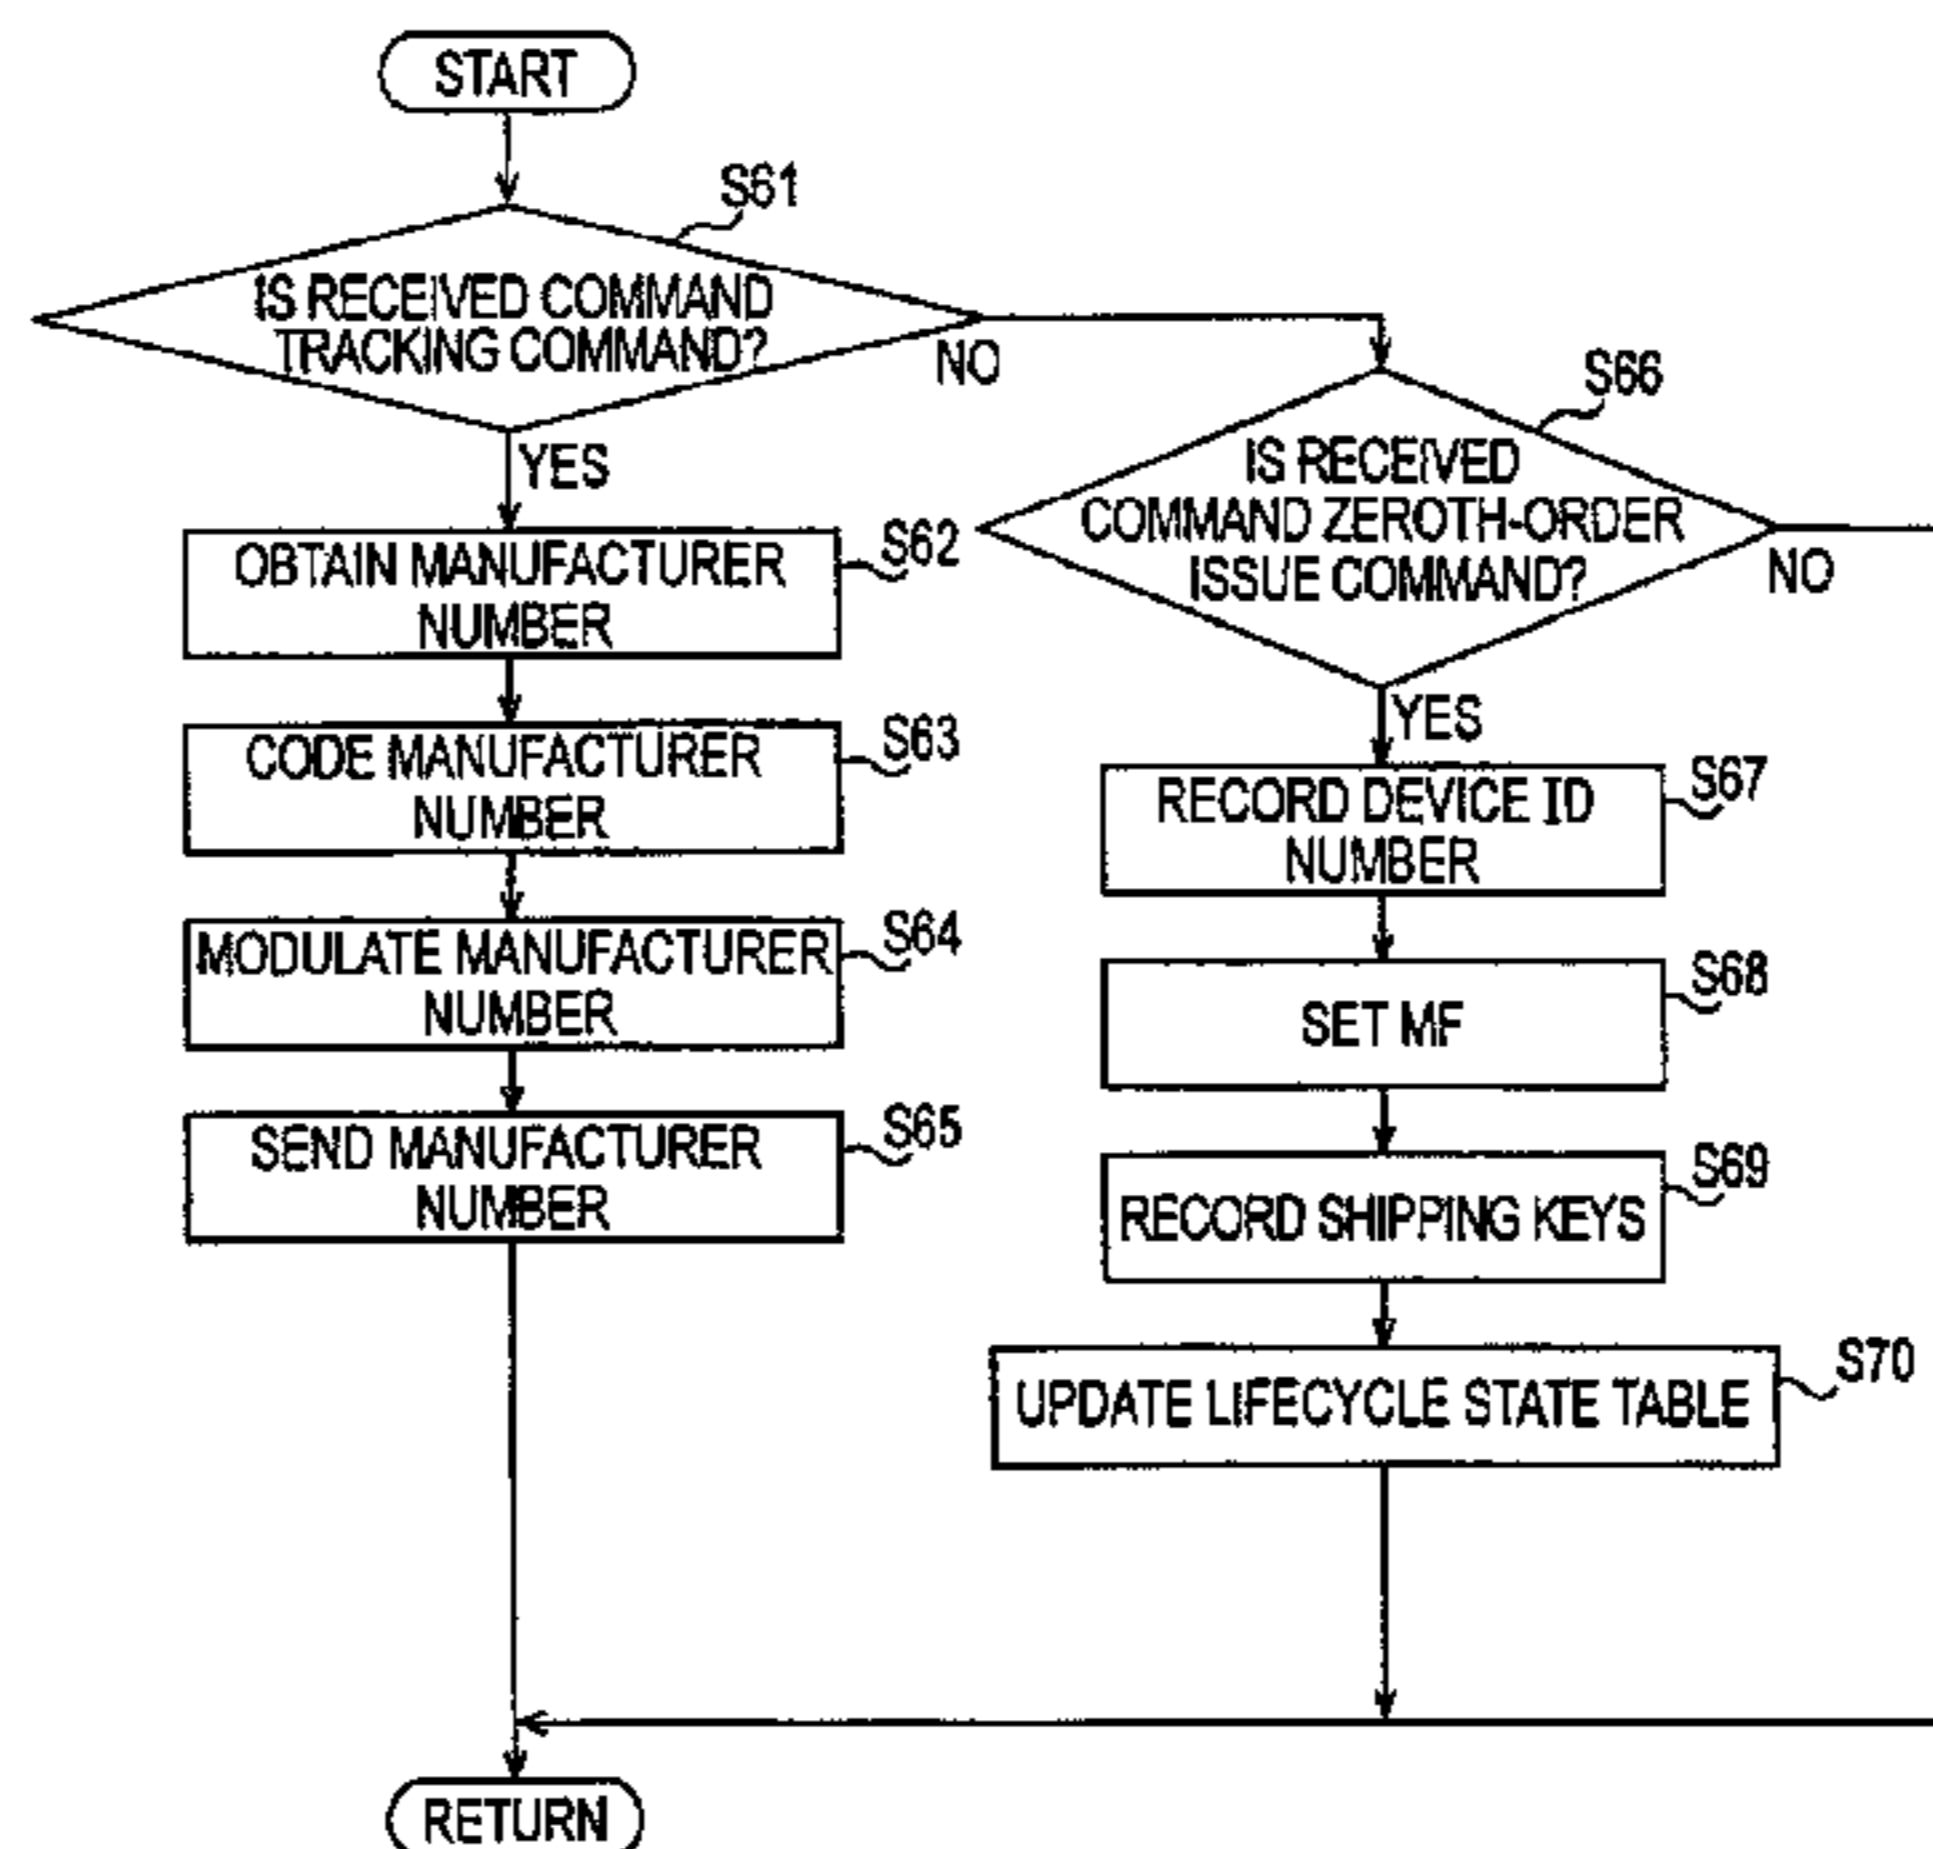 START
S61
IS RECEIVED COMMAND
TRACKING COMMAND?
NO
YES
S62
OBTAIN MANUFACTURER
NUMBER
S63
CODE MANUFACTURER
NUMBER
S64
MODULATE MANUFACTURER
NUMBER
S65
SEND MANUFACTURER
NUMBER
S66
IS RECEIVED
COMMAND ZEROTH-ORDER
ISSUE COMMAND?
NO
YES
S67
RECORD DEVICE ID
NUMBER
S68
SET MF
S69
RECORD SHIPPING KEYS
S70
UPDATE LIFECYCLE STATE TABLE
RETURN